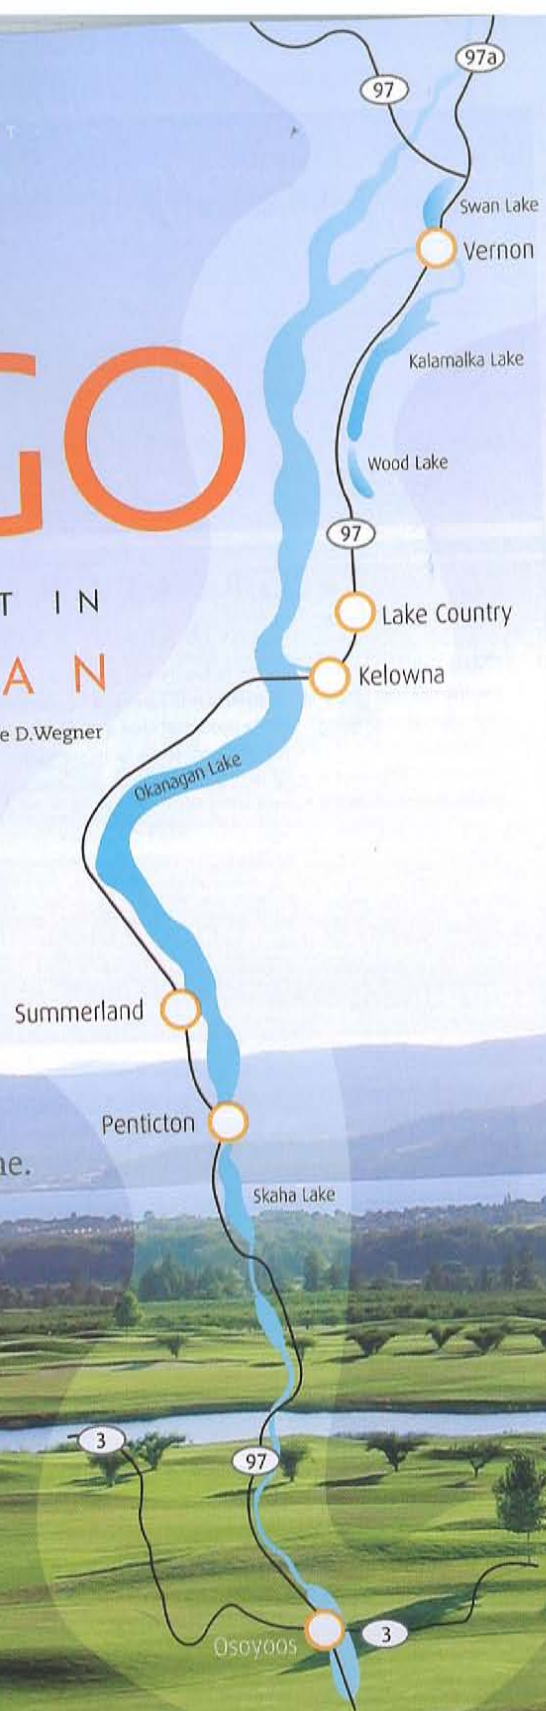 97a
97
T
Swan Lake
Vernon
Kalamalka Lake
GO
Wood Lake
97
T IN
Lake Country
AN
Kelowna
e D.Wegner
Okanagan Lake
Summerland
Penticton
ne.
Skaha Lake
3
97
Osoyoos
3